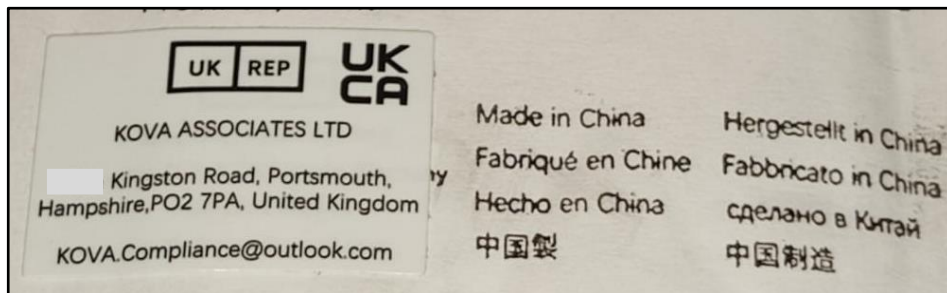 UK REP
UK
CA
KOVA ASSOCIATES LTD
Kingston Road, Portsmouth,
Hampshire,PO2 7PA, United Kingdom
KOVA.Compliance@outlook.com
Made in China
Fabriqué en Chine
Hecho en China
中国製
Hergestellt in China
Fabbricato in China
сделано в Китай
中国制造